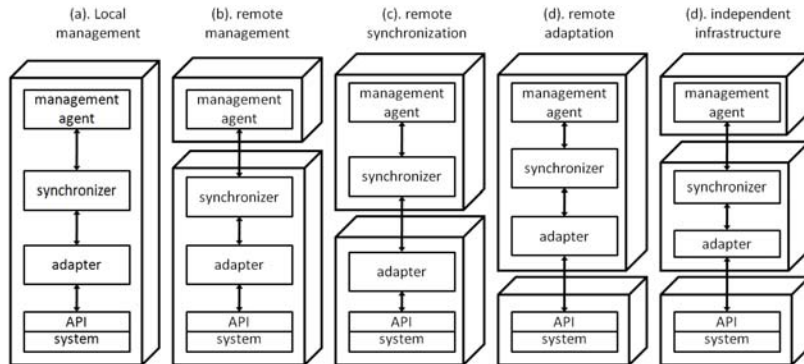 (a). Local
management
(b). remote
management
(c). remote
synchronization
(d). remote
adaptation
(d). independent
infrastructure
management
agent
synchronizer
adapter
API
system
management
agent
synchronizer
adapter
API
system
management
agent
synchronizer
adapter
API
system
management
agent
synchronizer
adapter
API
system
management
agent
synchronizer
adapter
API
system